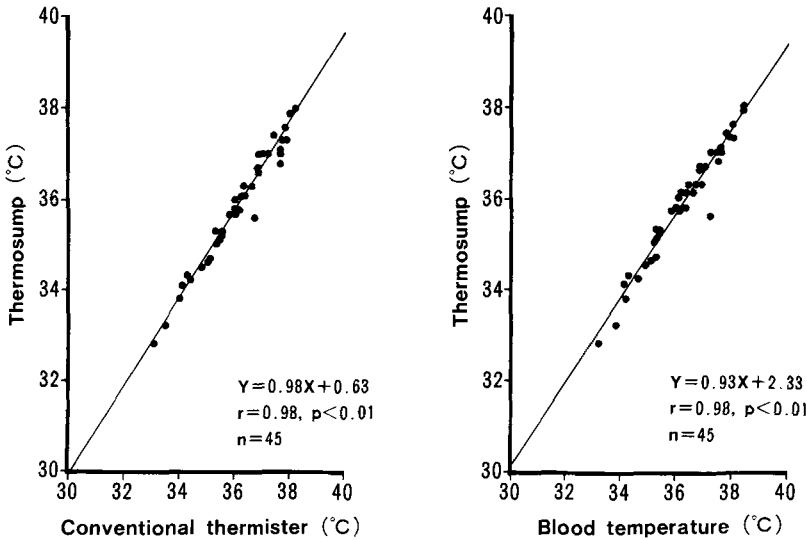 40
38
36
34
32
30
Thermosump (℃)
30 32 34 36 38 40
Conventional thermister (℃)
Y=0.98X+0.63
r=0.98, p<0.01
n=45
40
38
36
34
32
30
Thermosump (℃)
30 32 34 36 38 40
Blood temperature (℃)
Y=0.93X+2.33
r=0.98, p<0.01
n=45